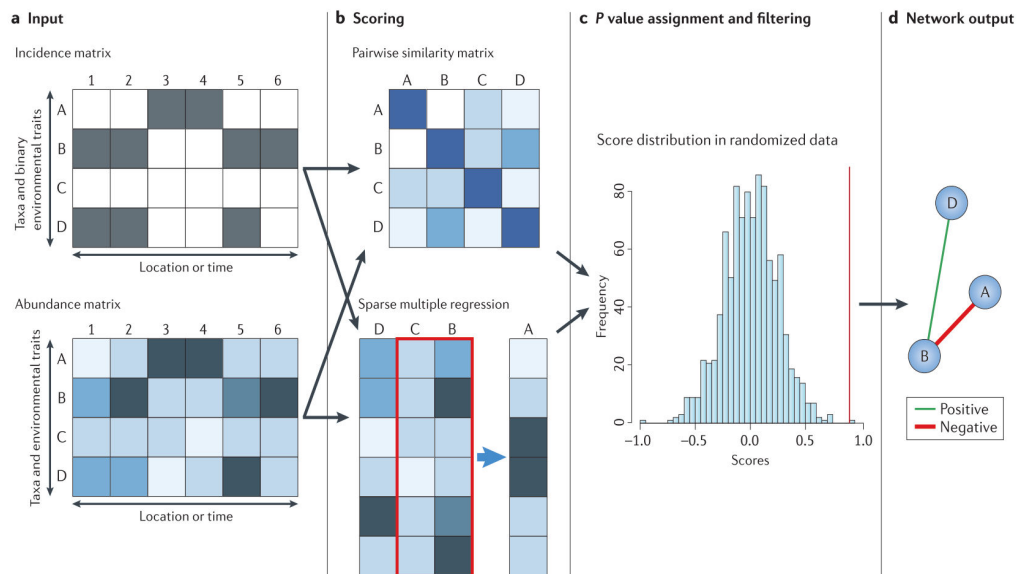 a Input
Incidence matrix
1 2 3 4 5 6
A
B
C
D
Taxa and binary
environmental traits
Location or time
Abundance matrix
1 2 3 4 5 6
A
B
C
D
Taxa and environmental traits
Location or time
b Scoring
Pairwise similarity matrix
A B C D
A
B
C
D
Sparse multiple regression
D C B A
c P value assignment and filtering
Score distribution in randomized data
Frequency
80
60
40
20
0
−1.0 −0.5 0.0 0.5 1.0
Scores
d Network output
D
A
B
Positive
Negative